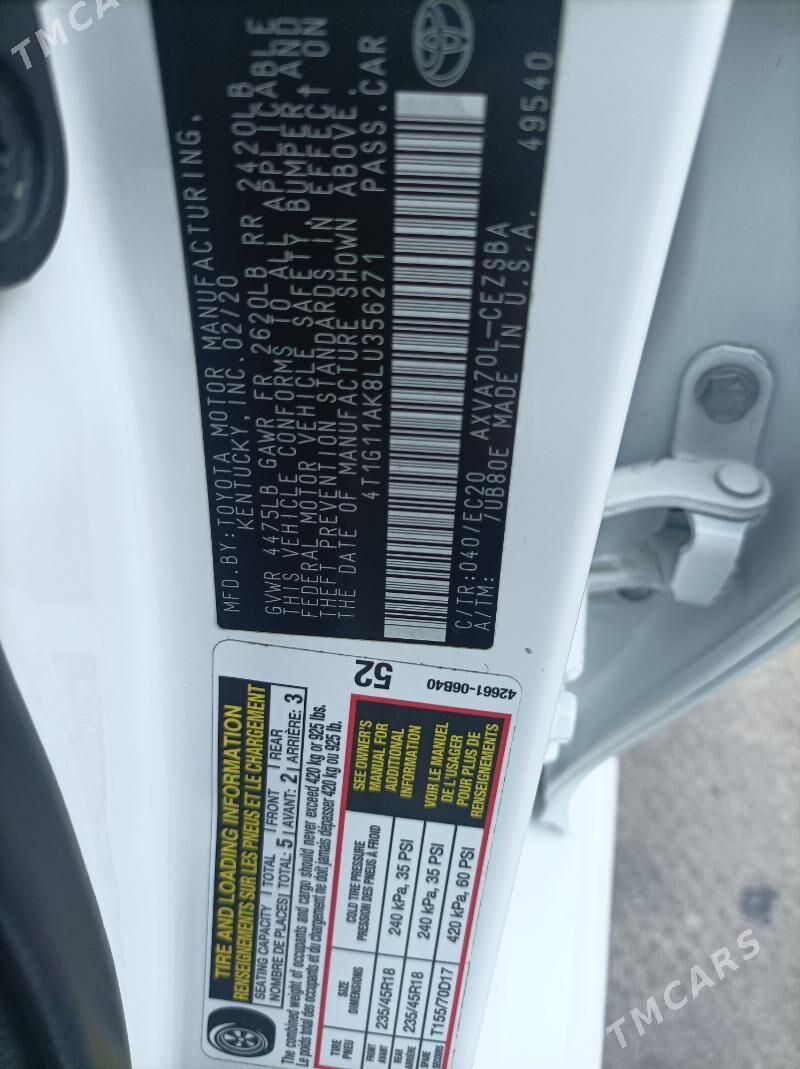 MFD.BY:TOYOTA MOTOR MANUFACTURING,
KENTUCKY, INC. 02/20
GVWR 4475LB GAWR FR 2620LB RR 2420LB
THIS VEHICLE CONFORMS TO ALL APPLICABLE
FEDERAL MOTOR VEHICLE SAFETY, BUMPER, AND
THEFT PREVENTION STANDARDS IN EFFECT ON
THE DATE OF MANUFACTURE SHOWN ABOVE.
4T1G11AK8LU356271 PASS.CAR
C/TR:040/EC20 AXVA70L-CEZSBA
A/TM: /UB80E MADE IN U.S.A. 49540
TIRE AND LOADING INFORMATION
RENSEIGNEMENTS SUR LES PNEUS ET LE CHARGEMENT
SEATING CAPACITY | TOTAL | FRONT | REAR
NOMBRE DE PLACES | TOTAL: 5 | AVANT: 2 | ARRIÈRE: 3
The combined weight of occupants and cargo should never exceed 420 kg or 925 lbs.
Le poids total des occupants et du chargement ne doit jamais dépasser 420 kg ou 925 lb.
TIRE PNEU
SIZE DIMENSIONS
COLD TIRE PRESSURE PRESSION DES PNEUS À FROID
FRONT AVANT 235/45R18 240 kPa, 35 PSI
REAR ARRIÈRE 235/45R18 240 kPa, 35 PSI
SPARE SECOURS T155/70D17 420 kPa, 60 PSI
SEE OWNER'S
MANUAL FOR
ADDITIONAL
INFORMATION
VOIR LE MANUEL
DE L'USAGER
POUR PLUS DE
RENSEIGNEMENTS
52
42661-06B40
TMCARS
TMCARS